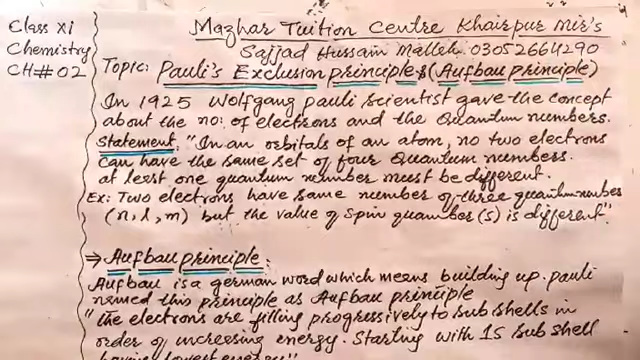 Class XI
Chemistry
CH# 02
Mazhar Tuition Centre Khairpur Mir's
Sajjad Hussain Mallah 03052664290
Topic: Pauli's Exclusion principle & (Aufbau principle)
In 1925 Wolfgang pauli scientist gave the concept
about the no: of electrons and the Quantum numbers.
Statement: "In an orbitals of an atom, no two electrons
can have the same set of four Quantum numbers.
at least one quantum number must be different.
Ex: Two electrons have same number of three quantum numbers
(n, l, m) but the value of spin quamber (s) is different".
⇒ Aufbau principle:
Aufbau is a german word which means building up. pauli
named this principle as Aufbau principle
"the electrons are filling progressively to sub shells in
order of increasing energy. Starting with 1S sub shell
having lowest energy"